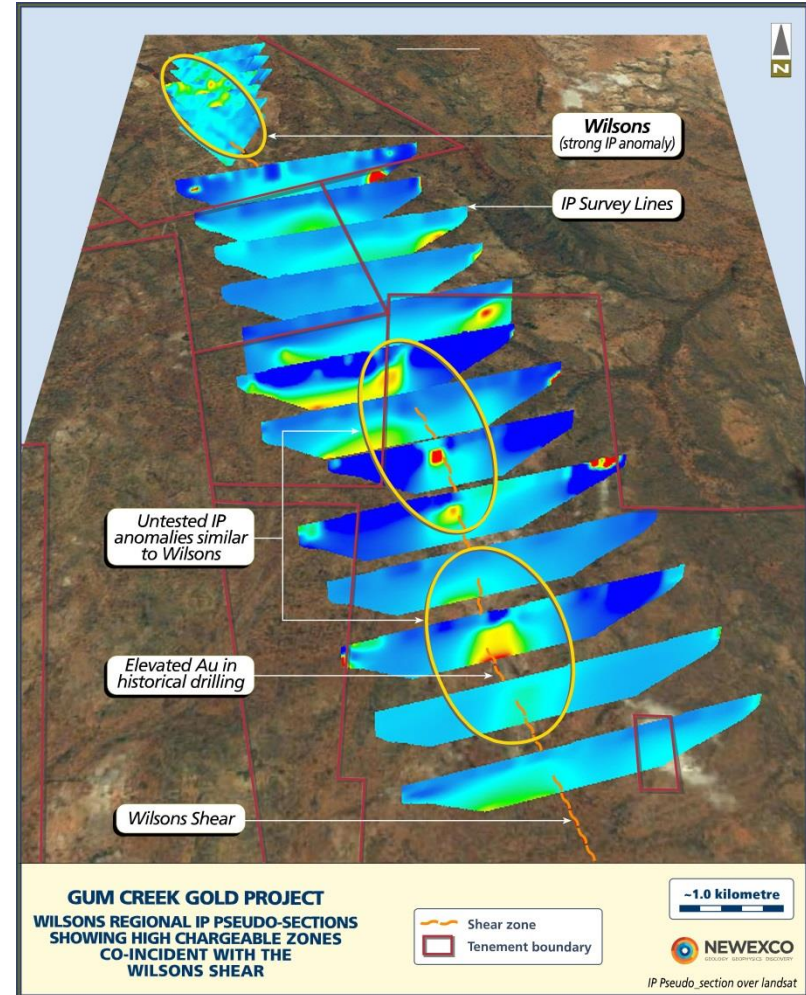 N
Wilsons
(strong IP anomaly)
IP Survey Lines
Untested IP
anomalies similar
to Wilsons
Elevated Au in
historical drilling
Wilsons Shear
GUM CREEK GOLD PROJECT
WILSONS REGIONAL IP PSEUDO-SECTIONS
SHOWING HIGH CHARGEABLE ZONES
CO-INCIDENT WITH THE
WILSONS SHEAR
Shear zone
Tenement boundary
~1.0 kilometre
NEWEXCO
GEOLOGY GEOPHYSICS DISCOVERY
IP Pseudo_section over landsat